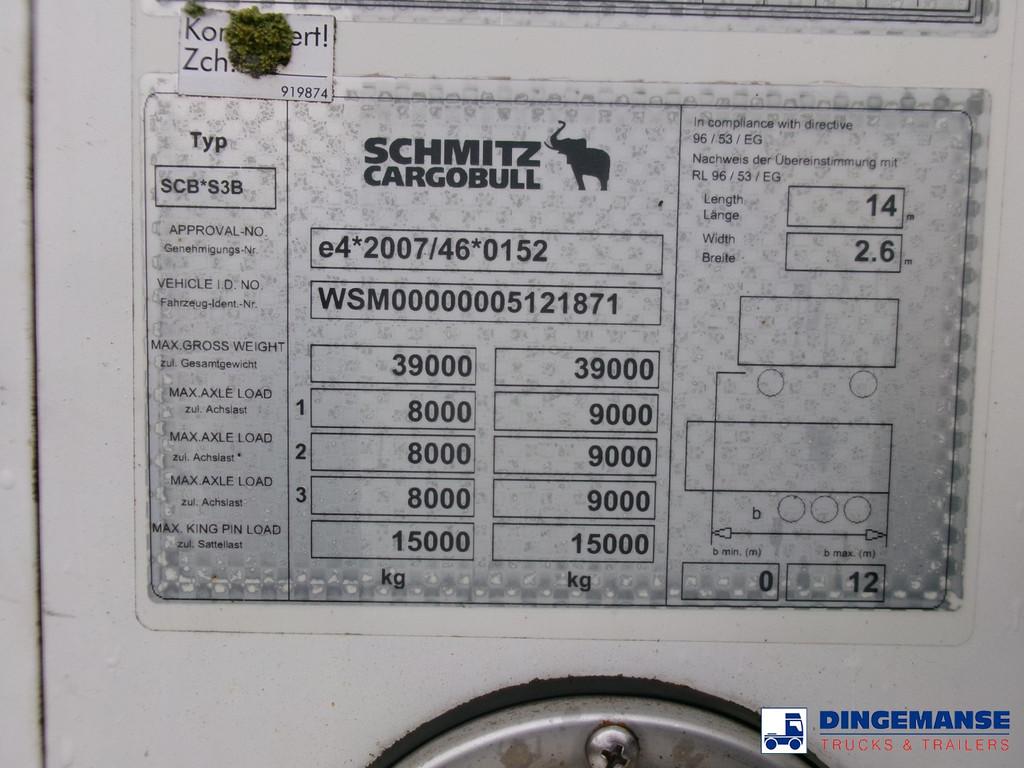 ert!
Zch.
919874
Typ
SCB*S3B
APPROVAL-NO.
Genehmigungs-Nr.
VEHICLE I.D. NO.
Fahrzeug-Ident.-Nr.
MAX.GROSS WEIGHT
zul. Gesamtgewicht
MAX.AXLE LOAD
zul. Achslast
MAX.AXLE LOAD
zul. Achslast
MAX.AXLE LOAD
zul. Achslast
MAX. KING PIN LOAD
zul. Sattellast
SCHMITZ
CARGOBULL
e4*2007/46*0152
WSM00000005121871
39000 39000
1 8000 9000
2 8000 9000
3 8000 9000
15000 15000
kg kg
In compliance with directive
96 / 53 / EG
Nachweis der Übereinstimmung mit
RL 96 / 53 / EG
Length
Länge
14 m
Width
Breite
2.6 m
b
b min. (m) b max. (m)
0 12
DINGEMANSE
TRUCKS & TRAILERS